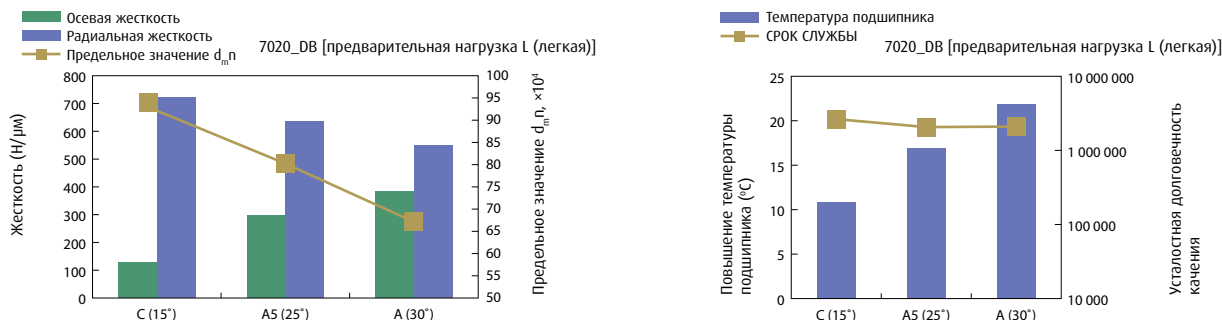 Осевая жесткость
Радиальная жесткость
Предельное значение dₘn
7020_DB [предварительная нагрузка L (легкая)]
Жесткость (Н/μм)
800
700
600
500
400
300
200
100
0
100
95
90
85
80
75
70
65
60
55
50
Предельное значение dₘn, ×10⁴
C (15˚)
A5 (25˚)
A (30˚)
Температура подшипника
СРОК СЛУЖБЫ
7020_DB [предварительная нагрузка L (легкая)]
Повышение температуры
подшипника (ºC)
25
20
15
10
5
0
10 000 000
1 000 000
100 000
10 000
Усталостная долговечность
качения
C (15˚)
A5 (25˚)
A (30˚)